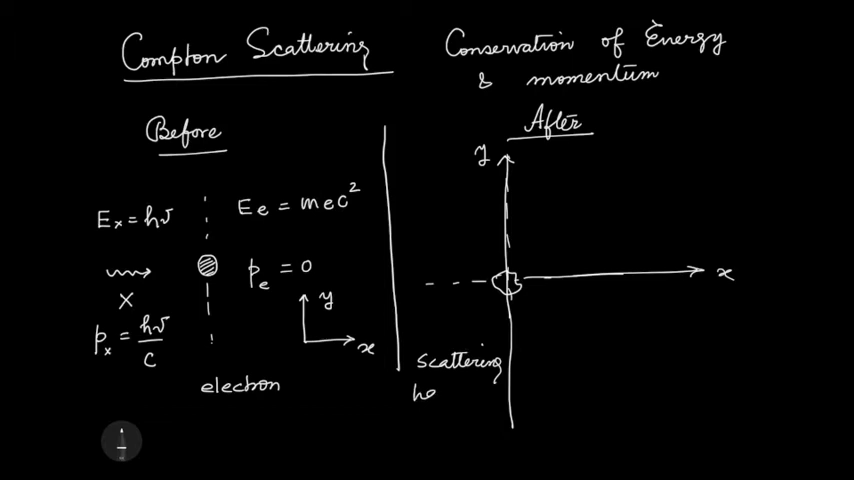 Compton Scattering
Conservation of Energy
& momentum
Before
After
Eₓ = hν
Ee = mec²
pₑ = 0
y
x
X
pₓ = hν/c
electron
y
x
scattering
ho